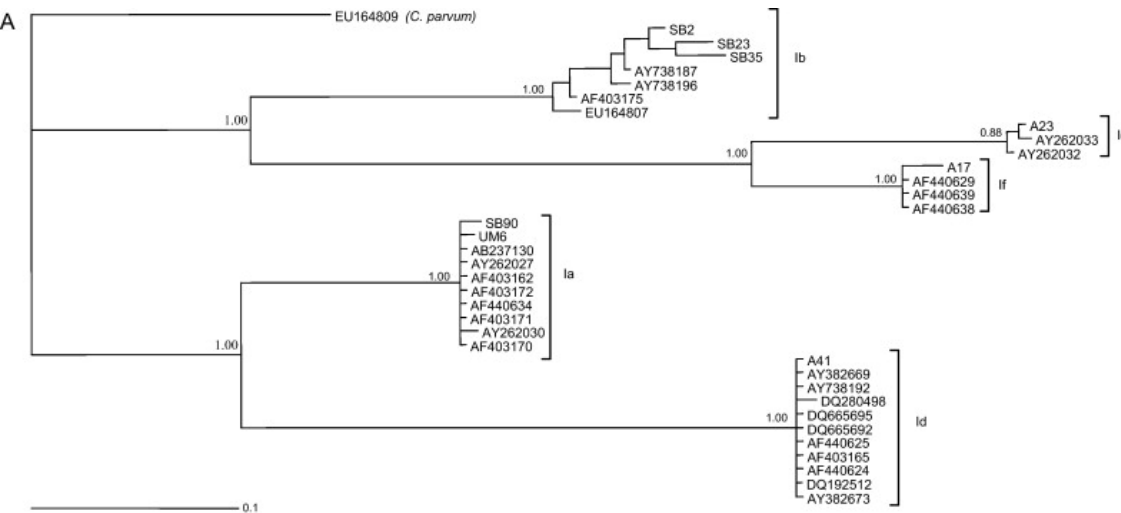 A
EU164809 (C. parvum)
SB2
SB23
SB35
Ib
AY738187
AY738196
1.00
AF403175
EU164807
1.00
A23
0.88
AY262033
AY262032
1.00
A17
1.00
AF440629
If
AF440639
AF440638
SB90
UM6
AB237130
AY262027
1.00
AF403162
Ia
AF403172
AF440634
AF403171
AY262030
1.00
AF403170
A41
AY382669
AY738192
DQ280498
DQ665695
1.00
DQ665692
Id
AF440625
AF403165
AF440624
DQ192512
AY382673
0.1